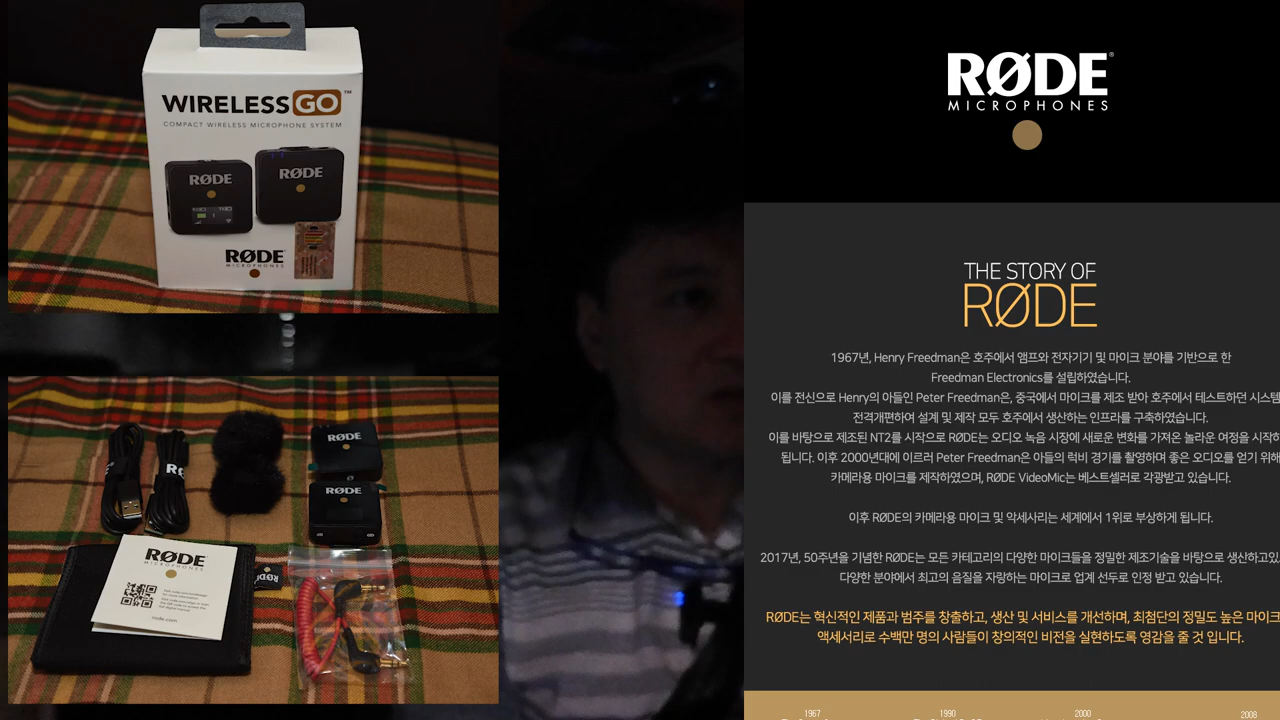 WIRELESS GO™
COMPACT WIRELESS MICROPHONE SYSTEM
RØDE
RØDE
RØDE
MICROPHONES
RØDE
RØDE
RØDE
MICROPHONES
rode.com
RØDE®
MICROPHONES
THE STORY OF
RØDE
1967년, Henry Freedman은 호주에서 앰프와 전자기기 및 마이크 분야를 기반으로 한
Freedman Electronics를 설립하였습니다.
이를 전신으로 Henry의 아들인 Peter Freedman은, 중국에서 마이크를 제조 받아 호주에서 테스트하던 시스템
전격개편하여 설계 및 제작 모두 호주에서 생산하는 인프라를 구축하였습니다.
이를 바탕으로 제조된 NT2를 시작으로 RØDE는 오디오 녹음 시장에 새로운 변화를 가져온 놀라운 여정을 시작하
됩니다. 이후 2000년대에 이르러 Peter Freedman은 아들의 럭비 경기를 촬영하며 좋은 오디오를 얻기 위해
카메라용 마이크를 제작하였으며, RØDE VideoMic는 베스트셀러로 각광받고 있습니다.
이후 RØDE의 카메라용 마이크 및 악세사리는 세계에서 1위로 부상하게 됩니다.
2017년, 50주년을 기념한 RØDE는 모든 카테고리의 다양한 마이크들을 정밀한 제조기술을 바탕으로 생산하고있
다양한 분야에서 최고의 음질을 자랑하는 마이크로 업계 선두로 인정 받고 있습니다.
RØDE는 혁신적인 제품과 범주를 창출하고, 생산 및 서비스를 개선하며, 최첨단의 정밀도 높은 마이크
액세서리로 수백만 명의 사람들이 창의적인 비전을 실현하도록 영감을 줄 것 입니다.
1967 1990 2000 2008